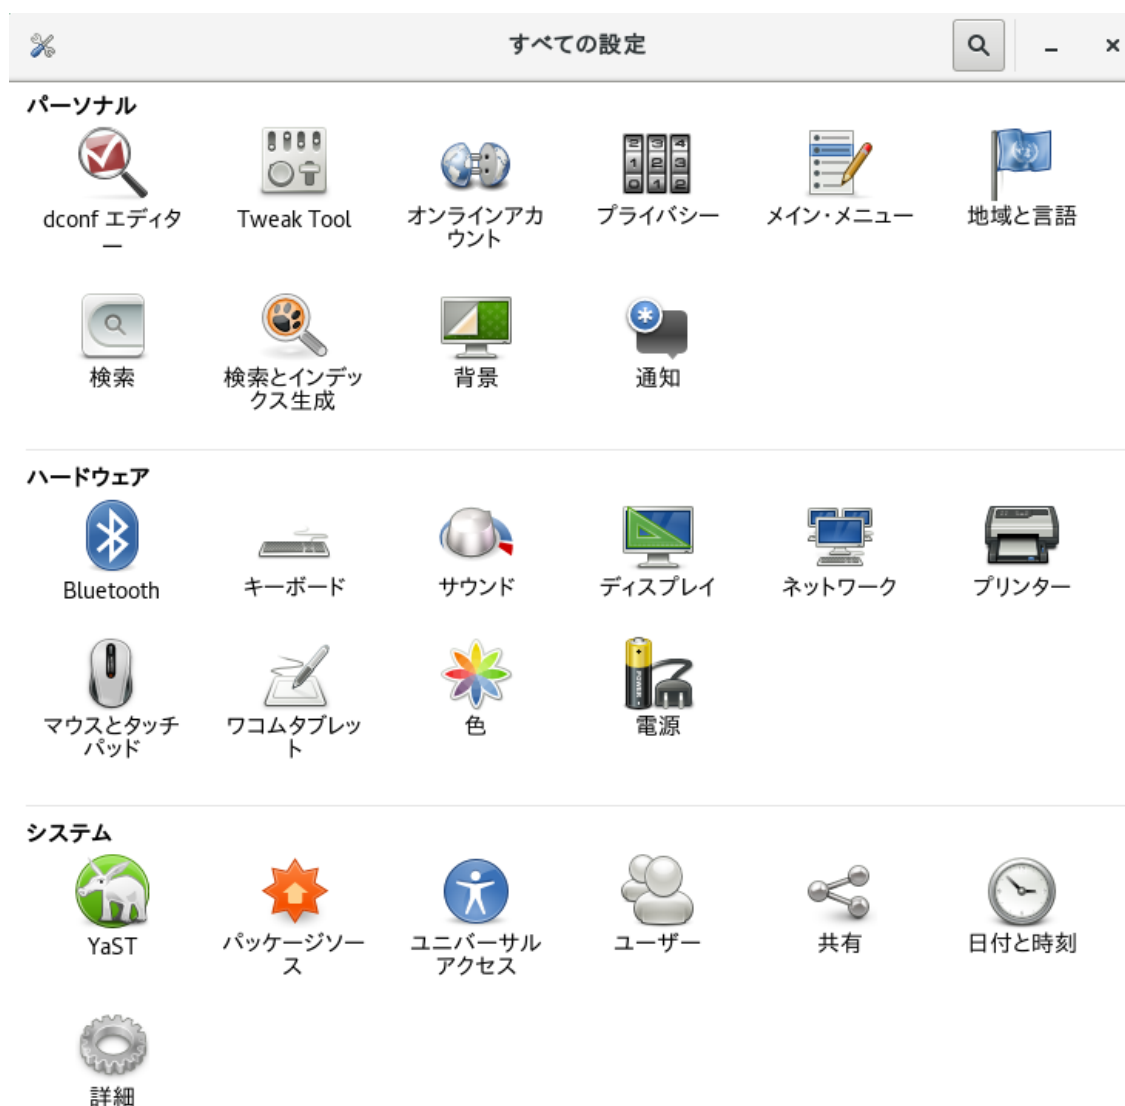 すべての設定
パーソナル
dconf エディタ
ー
Tweak Tool
オンラインアカ
ウント
プライバシー
メイン・メニュー
地域と言語
検索
検索とインデッ
クス生成
背景
通知
ハードウェア
Bluetooth
キーボード
サウンド
ディスプレイ
ネットワーク
プリンター
マウスとタッチ
パッド
ワコムタブレッ
ト
色
電源
システム
YaST
パッケージソー
ス
ユニバーサル
アクセス
ユーザー
共有
日付と時刻
詳細